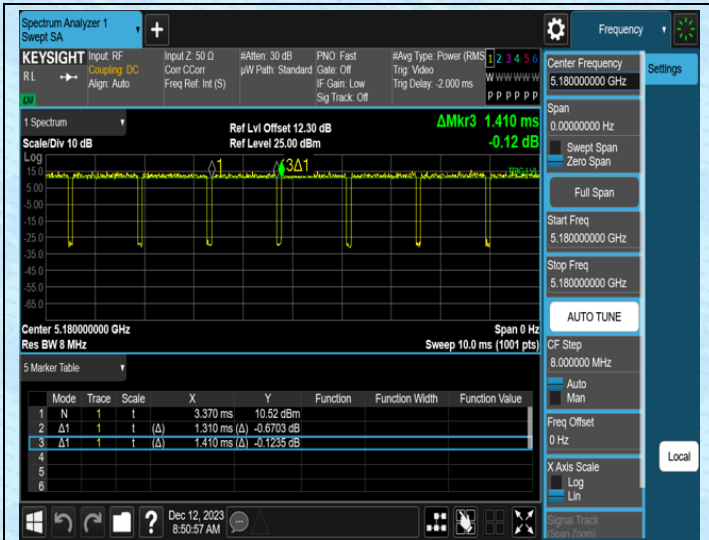 Spectrum Analyzer 1
Swept SA
Frequency
KEYSIGHT
RL
LXI
Input: RF
Coupling: DC
Align: Auto
Input Z: 50 Ω
Corr CCorr
Freq Ref: Int (S)
#Atten: 30 dB
µW Path: Standard
PNO: Fast
Gate: Off
IF Gain: Low
Sig Track: Off
#Avg Type: Power (RMS
Trig: Video
Trig Delay: -2.000 ms
1 2 3 4 5 6
W W W W W W
P P P P P P
1 Spectrum
Scale/Div 10 dB
Ref Lvl Offset 12.30 dB
Ref Level 25.00 dBm
ΔMkr3 1.410 ms
-0.12 dB
Log
15.0
5.00
-5.00
-15.0
-25.0
-35.0
-45.0
-55.0
-65.0
1
3Δ1
TRIG LVL
Center 5.180000000 GHz
Res BW 8 MHz
Span 0 Hz
Sweep 10.0 ms (1001 pts)
5 Marker Table
Mode Trace Scale X Y Function Function Width Function Value
1 N 1 t 3.370 ms 10.52 dBm
2 Δ1 1 t (Δ) 1.310 ms (Δ) -0.6703 dB
3 Δ1 1 t (Δ) 1.410 ms (Δ) -0.1235 dB
4
5
6
?
Dec 12, 2023
8:50:57 AM
Center Frequency
5.180000000 GHz
Settings
Span
0.00000000 Hz
Swept Span
Zero Span
Full Span
Start Freq
5.180000000 GHz
Stop Freq
5.180000000 GHz
AUTO TUNE
CF Step
8.000000 MHz
Auto
Man
Freq Offset
0 Hz
X Axis Scale
Log
Lin
Local
Signal Track
(Span Zoom)